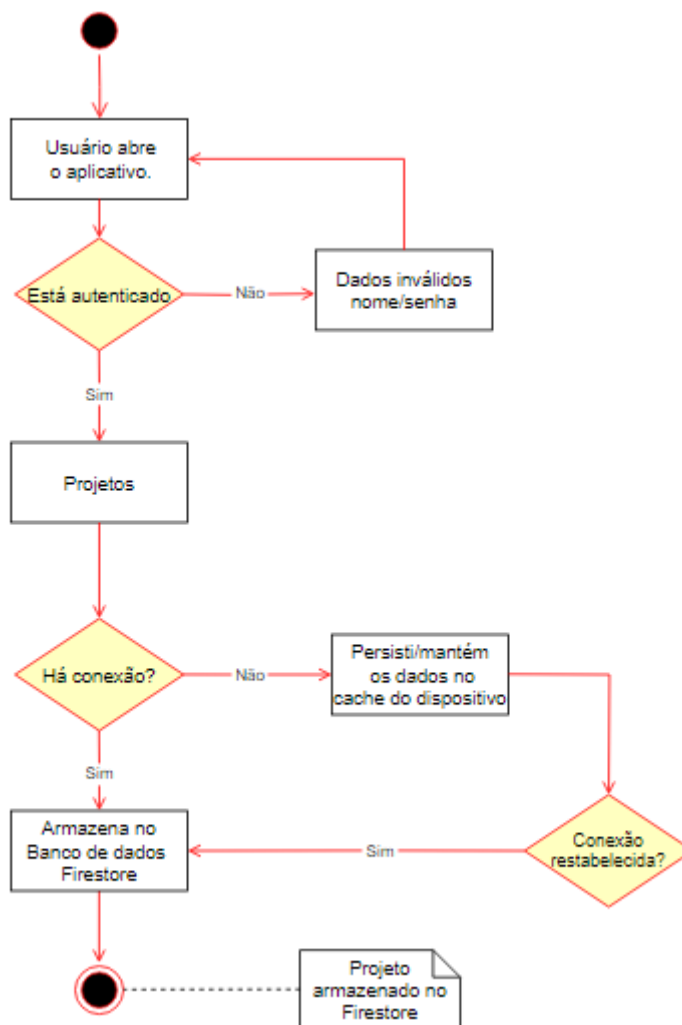 Usuário abre
o aplicativo.
Está autenticado
Não
Dados inválidos
nome/senha
Sim
Projetos
Há conexão?
Não
Persisti/mantém
os dados no
cache do dispositivo
Sim
Armazena no
Banco de dados
Firestore
Sim
Conexão
restabelecida?
Projeto
armazenado no
Firestore